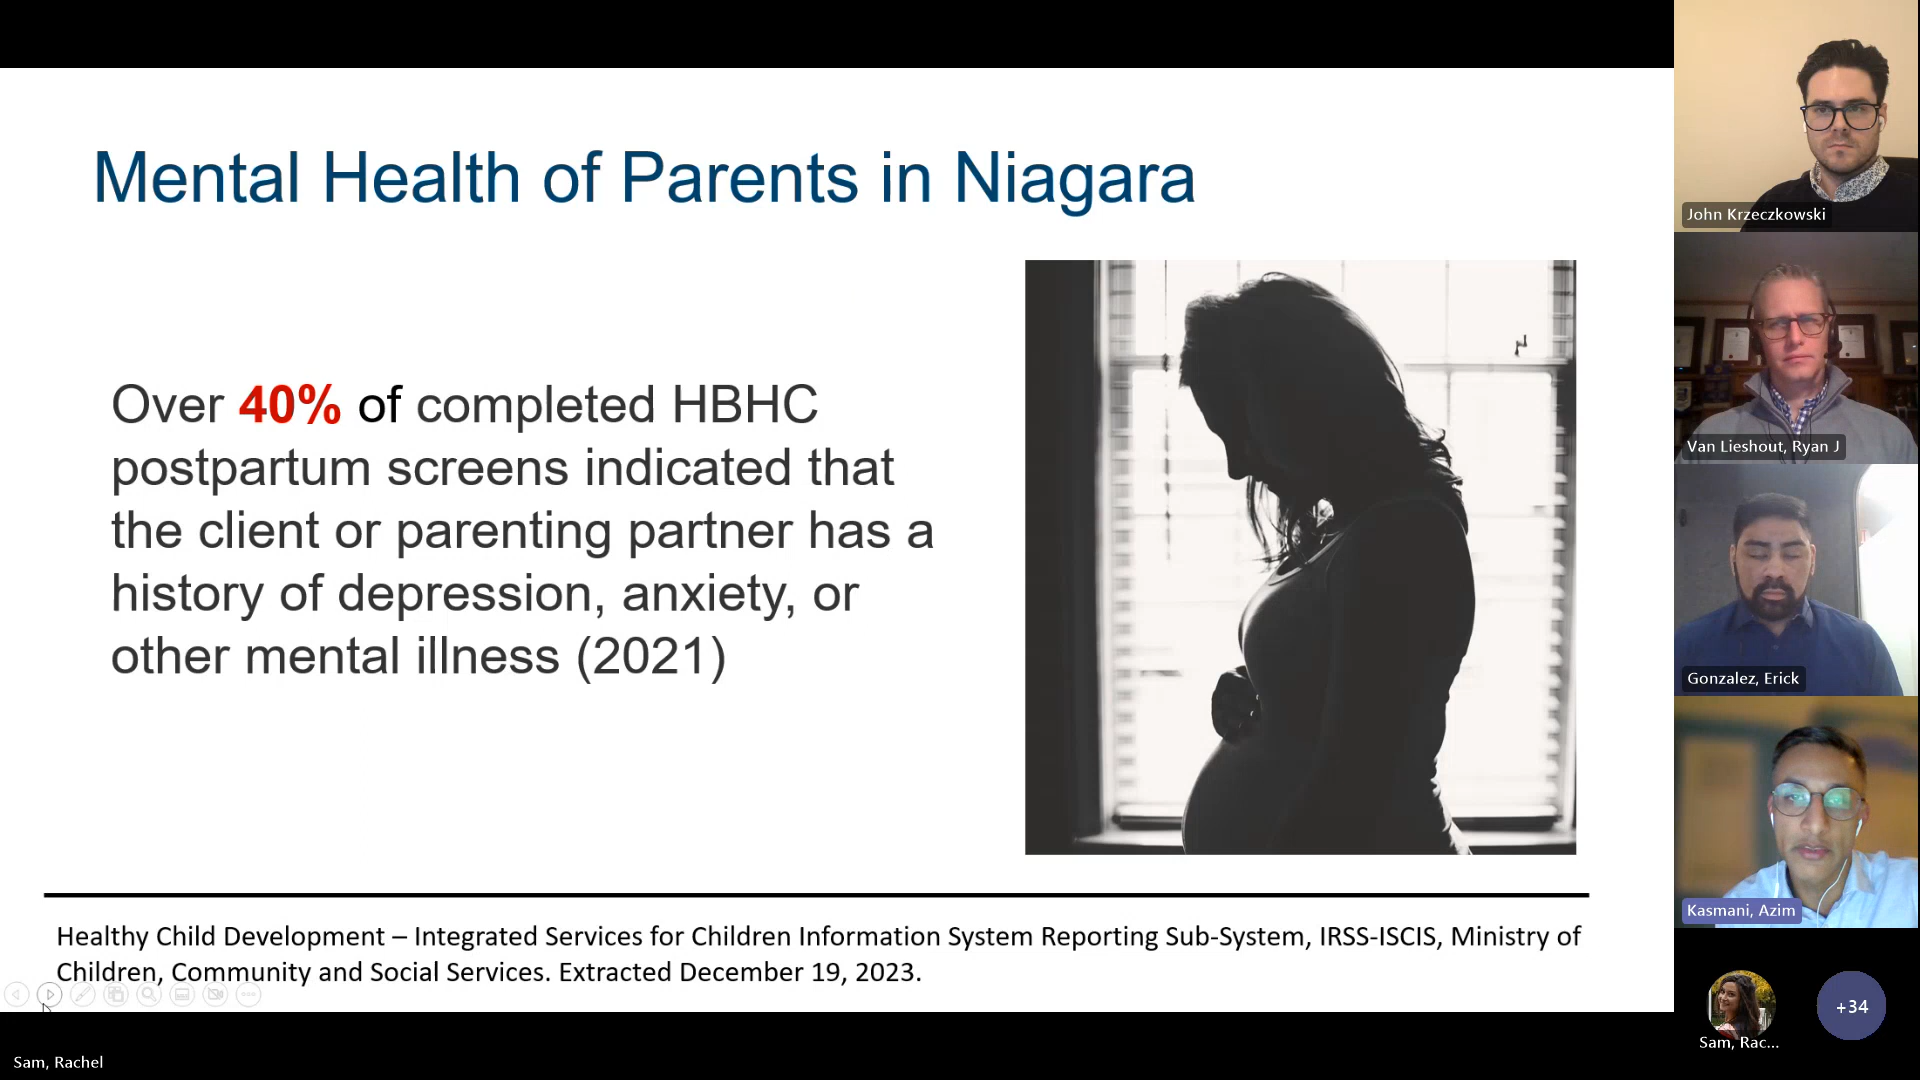 Mental Health of Parents in Niagara
Over 40% of completed HBHC
postpartum screens indicated that
the client or parenting partner has a
history of depression, anxiety, or
other mental illness (2021)
Healthy Child Development – Integrated Services for Children Information System Reporting Sub-System, IRSS-ISCIS, Ministry of
Children, Community and Social Services. Extracted December 19, 2023.
Sam, Rachel
John Krzeczkowski
Van Lieshout, Ryan J
Gonzalez, Erick
Kasmani, Azim
Sam, Rac...
+34